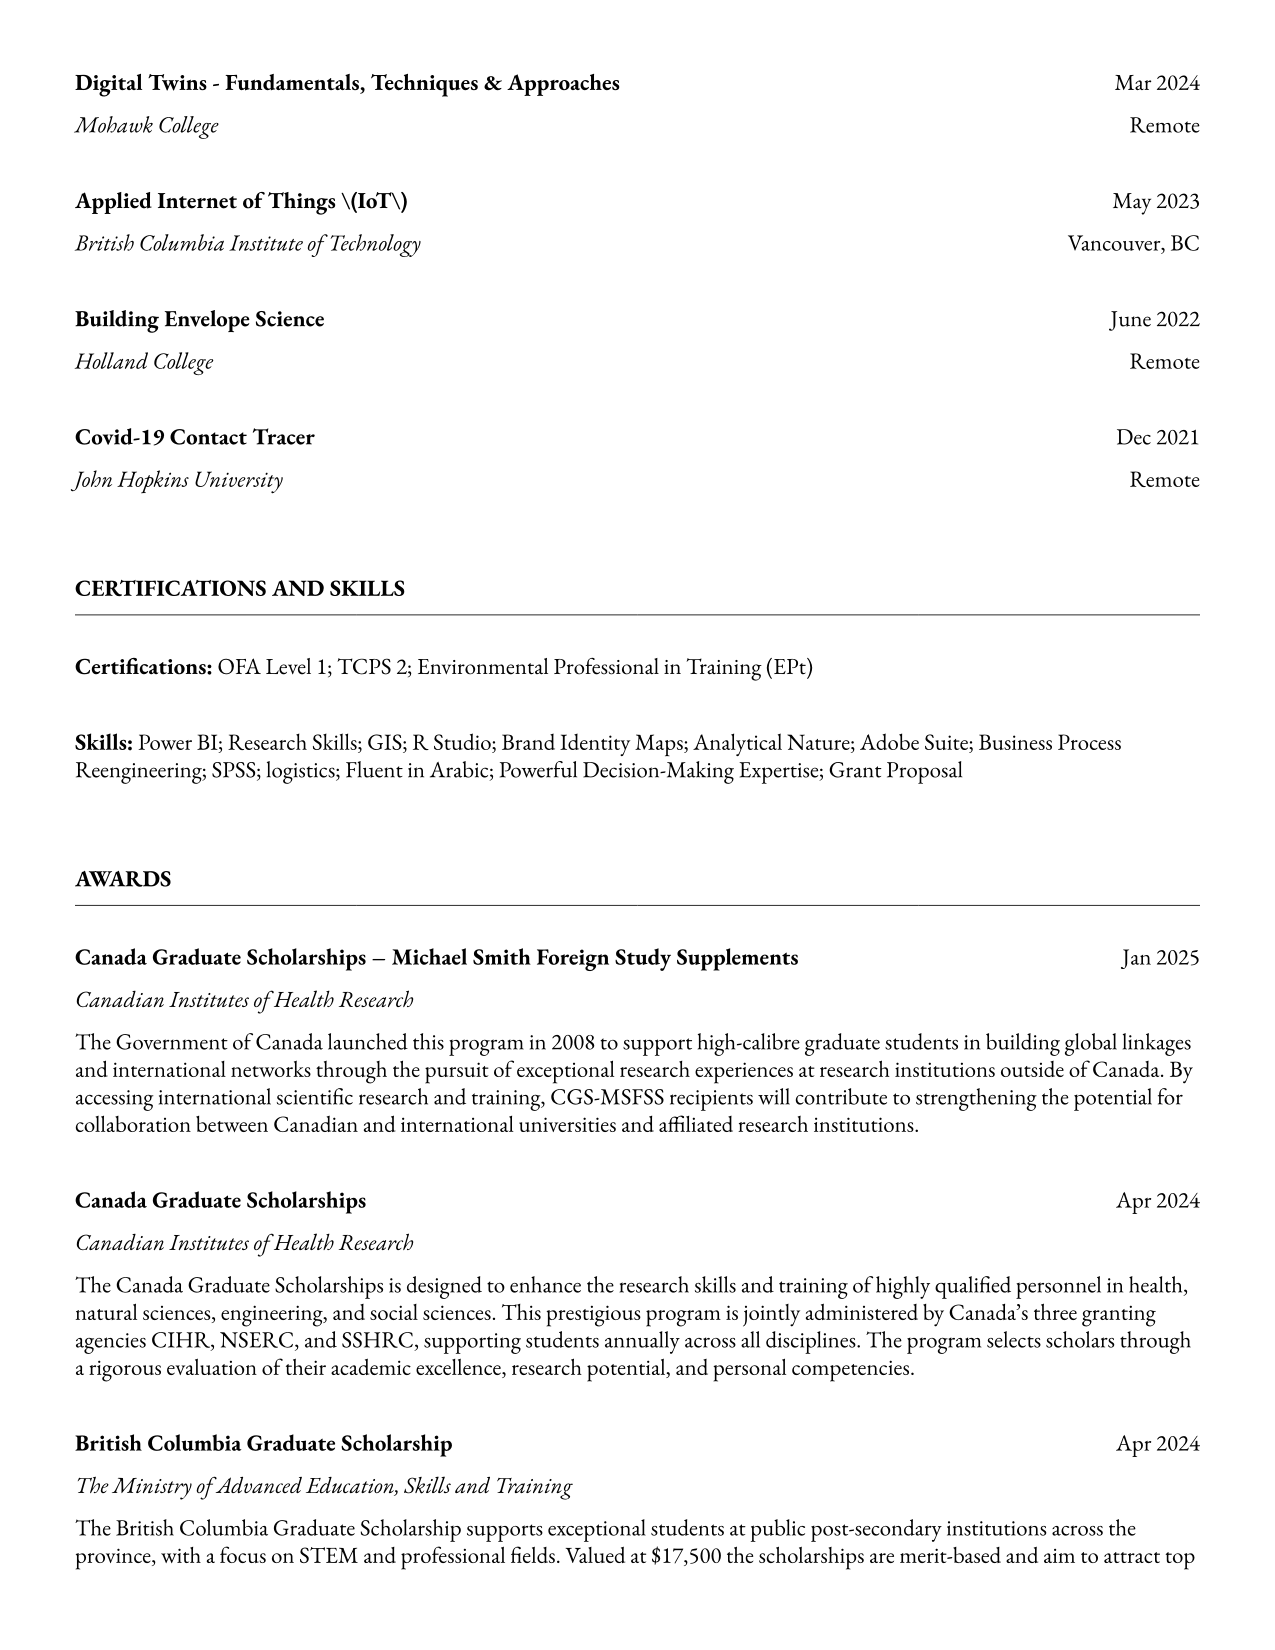 Digital Twins - Fundamentals, Techniques & Approaches Mar 2024
Mohawk College Remote
Applied Internet of Things \(IoT\) May 2023
British Columbia Institute of Technology Vancouver, BC
Building Envelope Science June 2022
Holland College Remote
Covid-19 Contact Tracer Dec 2021
John Hopkins University Remote
CERTIFICATIONS AND SKILLS
Certifications: OFA Level 1; TCPS 2; Environmental Professional in Training (EPt)
Skills: Power BI; Research Skills; GIS; R Studio; Brand Identity Maps; Analytical Nature; Adobe Suite; Business Process
Reengineering; SPSS; logistics; Fluent in Arabic; Powerful Decision-Making Expertise; Grant Proposal
AWARDS
Canada Graduate Scholarships – Michael Smith Foreign Study Supplements Jan 2025
Canadian Institutes of Health Research
The Government of Canada launched this program in 2008 to support high-calibre graduate students in building global linkages
and international networks through the pursuit of exceptional research experiences at research institutions outside of Canada. By
accessing international scientific research and training, CGS-MSFSS recipients will contribute to strengthening the potential for
collaboration between Canadian and international universities and affiliated research institutions.
Canada Graduate Scholarships Apr 2024
Canadian Institutes of Health Research
The Canada Graduate Scholarships is designed to enhance the research skills and training of highly qualified personnel in health,
natural sciences, engineering, and social sciences. This prestigious program is jointly administered by Canada’s three granting
agencies CIHR, NSERC, and SSHRC, supporting students annually across all disciplines. The program selects scholars through
a rigorous evaluation of their academic excellence, research potential, and personal competencies.
British Columbia Graduate Scholarship Apr 2024
The Ministry of Advanced Education, Skills and Training
The British Columbia Graduate Scholarship supports exceptional students at public post-secondary institutions across the
province, with a focus on STEM and professional fields. Valued at $17,500 the scholarships are merit-based and aim to attract top